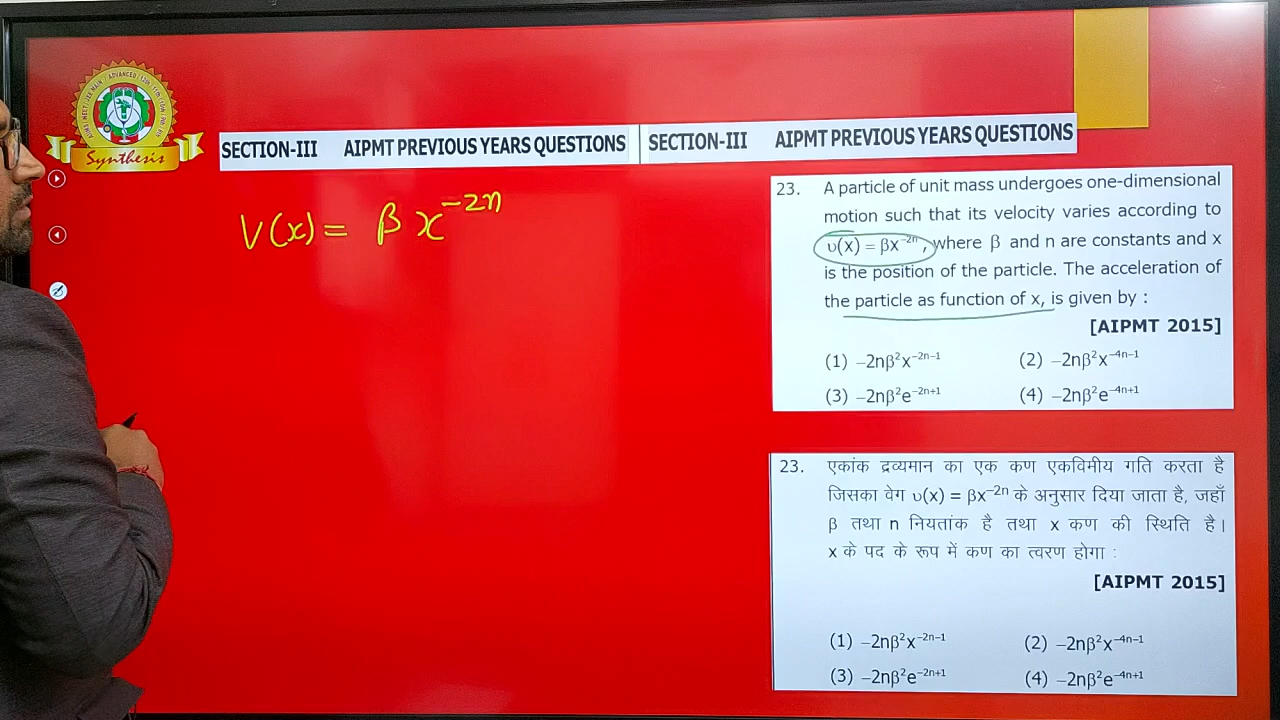 Synthesis
SECTION-III AIPMT PREVIOUS YEARS QUESTIONS
SECTION-III AIPMT PREVIOUS YEARS QUESTIONS
V(x) = β x⁻²ⁿ
23. A particle of unit mass undergoes one-dimensional
motion such that its velocity varies according to
υ(x) = βx⁻²ⁿ, where β and n are constants and x
is the position of the particle. The acceleration of
the particle as function of x, is given by :
[AIPMT 2015]
(1) –2nβ²x⁻²ⁿ⁻¹ (2) –2nβ²x⁻⁴ⁿ⁻¹
(3) –2nβ²e⁻²ⁿ⁺¹ (4) –2nβ²e⁻⁴ⁿ⁺¹
23. एकांक द्रव्यमान का एक कण एकविमीय गति करता है
जिसका वेग υ(x) = βx⁻²ⁿ के अनुसार दिया जाता है, जहाँ
β तथा n नियतांक है तथा x कण की स्थिति है।
x के पद के रूप में कण का त्वरण होगा :
[AIPMT 2015]
(1) –2nβ²x⁻²ⁿ⁻¹ (2) –2nβ²x⁻⁴ⁿ⁻¹
(3) –2nβ²e⁻²ⁿ⁺¹ (4) –2nβ²e⁻⁴ⁿ⁺¹